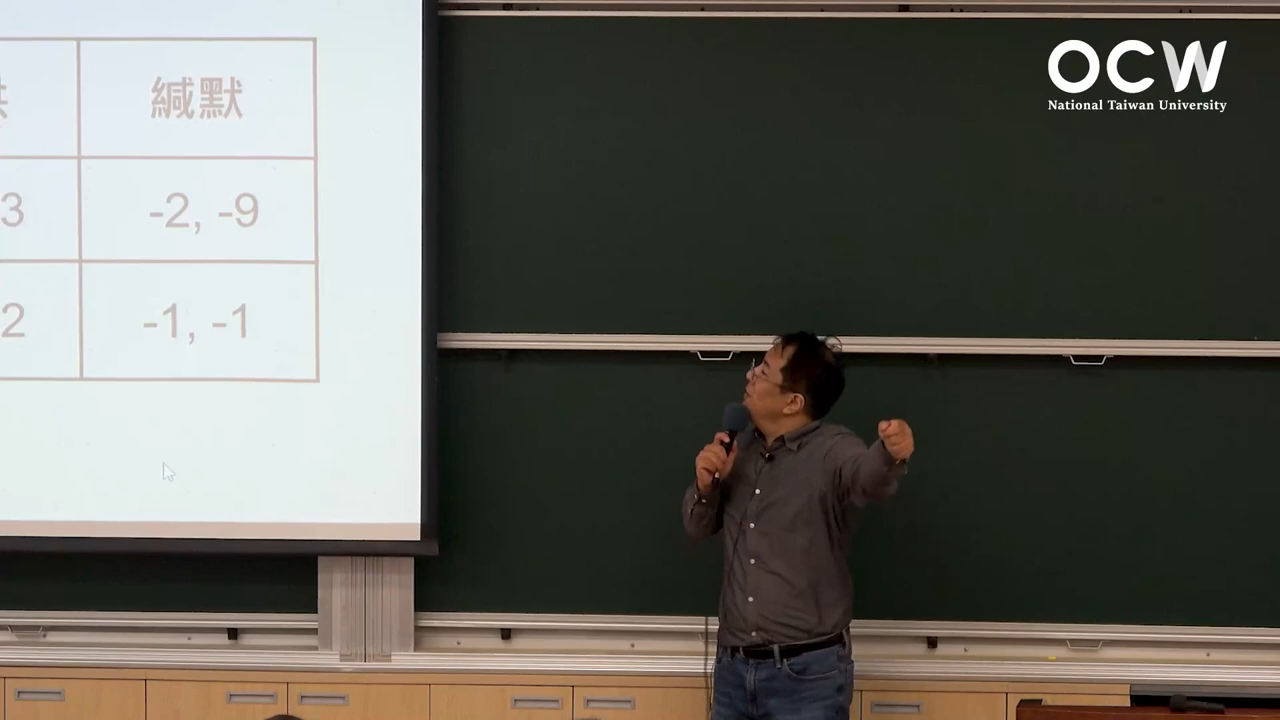 緘默
3
-2, -9
2
-1, -1
OCW
National Taiwan University